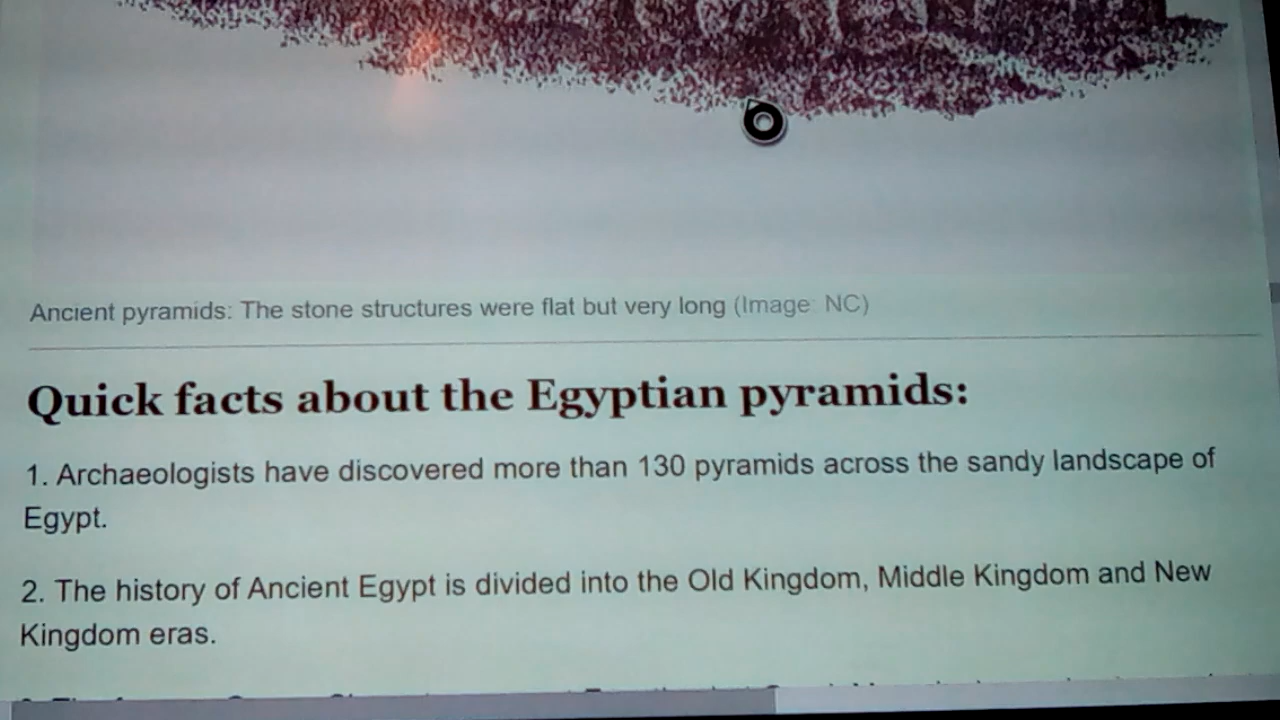 Ancient pyramids: The stone structures were flat but very long (Image: NC)
Quick facts about the Egyptian pyramids:
1. Archaeologists have discovered more than 130 pyramids across the sandy landscape of
Egypt.
2. The history of Ancient Egypt is divided into the Old Kingdom, Middle Kingdom and New
Kingdom eras.